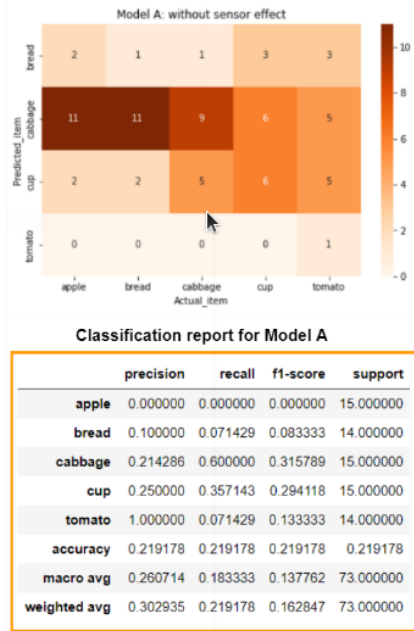 Model A: without sensor effect
bread 2 1 1 3 3
cabbage 11 11 9 6 5
cup 2 2 5 6 5
tomato 0 0 0 0 1
apple bread cabbage cup tomato
Actual_item
Predicted_item
10
8
6
4
2
0
Classification report for Model A
precision recall f1-score support
apple 0.000000 0.000000 0.000000 15.000000
bread 0.100000 0.071429 0.083333 14.000000
cabbage 0.214286 0.600000 0.315789 15.000000
cup 0.250000 0.357143 0.294118 15.000000
tomato 1.000000 0.071429 0.133333 14.000000
accuracy 0.219178 0.219178 0.219178 0.219178
macro avg 0.260714 0.183333 0.137762 73.000000
weighted avg 0.302935 0.219178 0.162847 73.000000